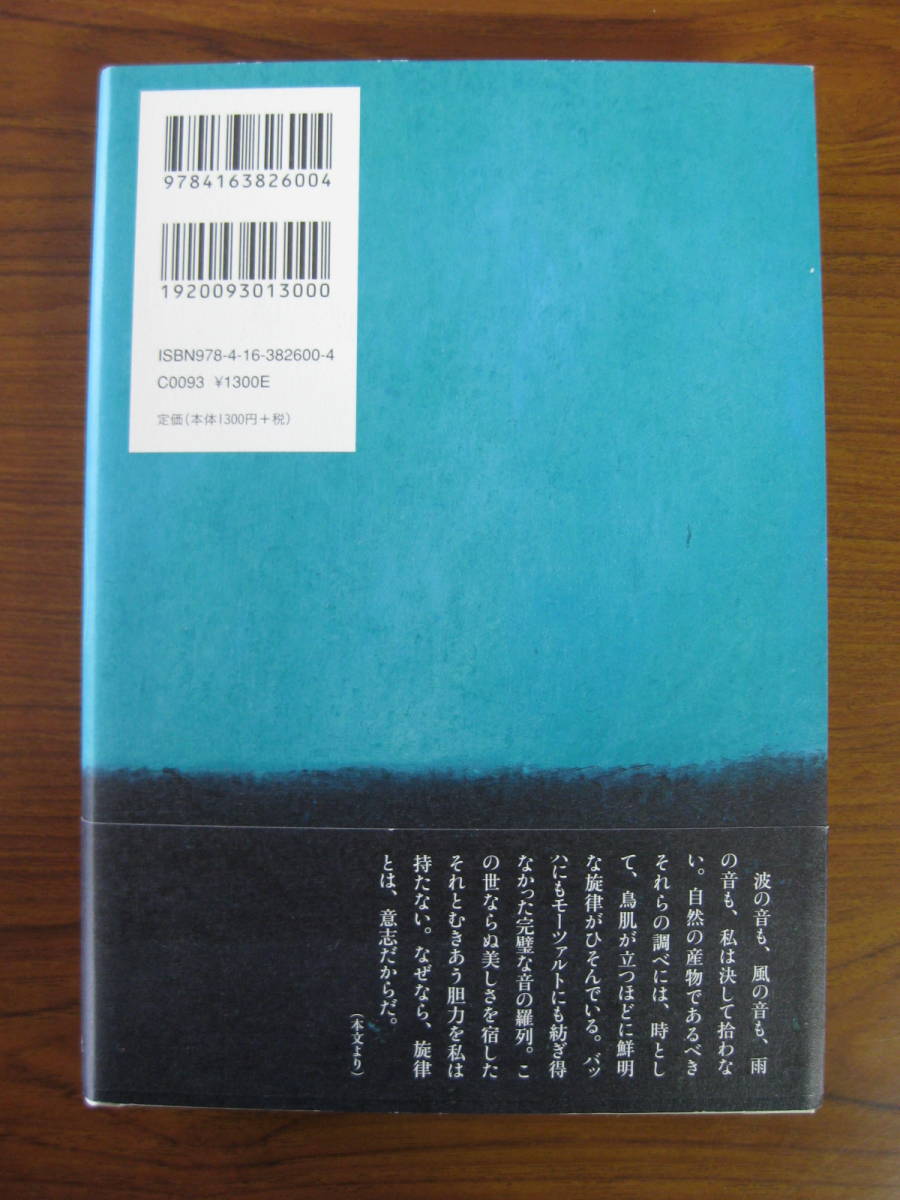 9784163826004
1920093013000
ISBN978-4-16-382600-4
C0093 ¥1300E
定価(本体1300円+税)
波の音も、風の音も、雨
の音も、私は決して拾わな
い。自然の産物であるべき
それらの調べには、時とし
て、鳥肌が立つほどに鮮明
な旋律がひそんでいる。バッ
ハにもモーツァルトにも紡ぎ得
なかった完璧な音の羅列。こ
の世ならぬ美しさを宿した
それとむきあう胆力を私は
持たない。なぜなら、旋律
とは、意志だからだ。
(本文より)